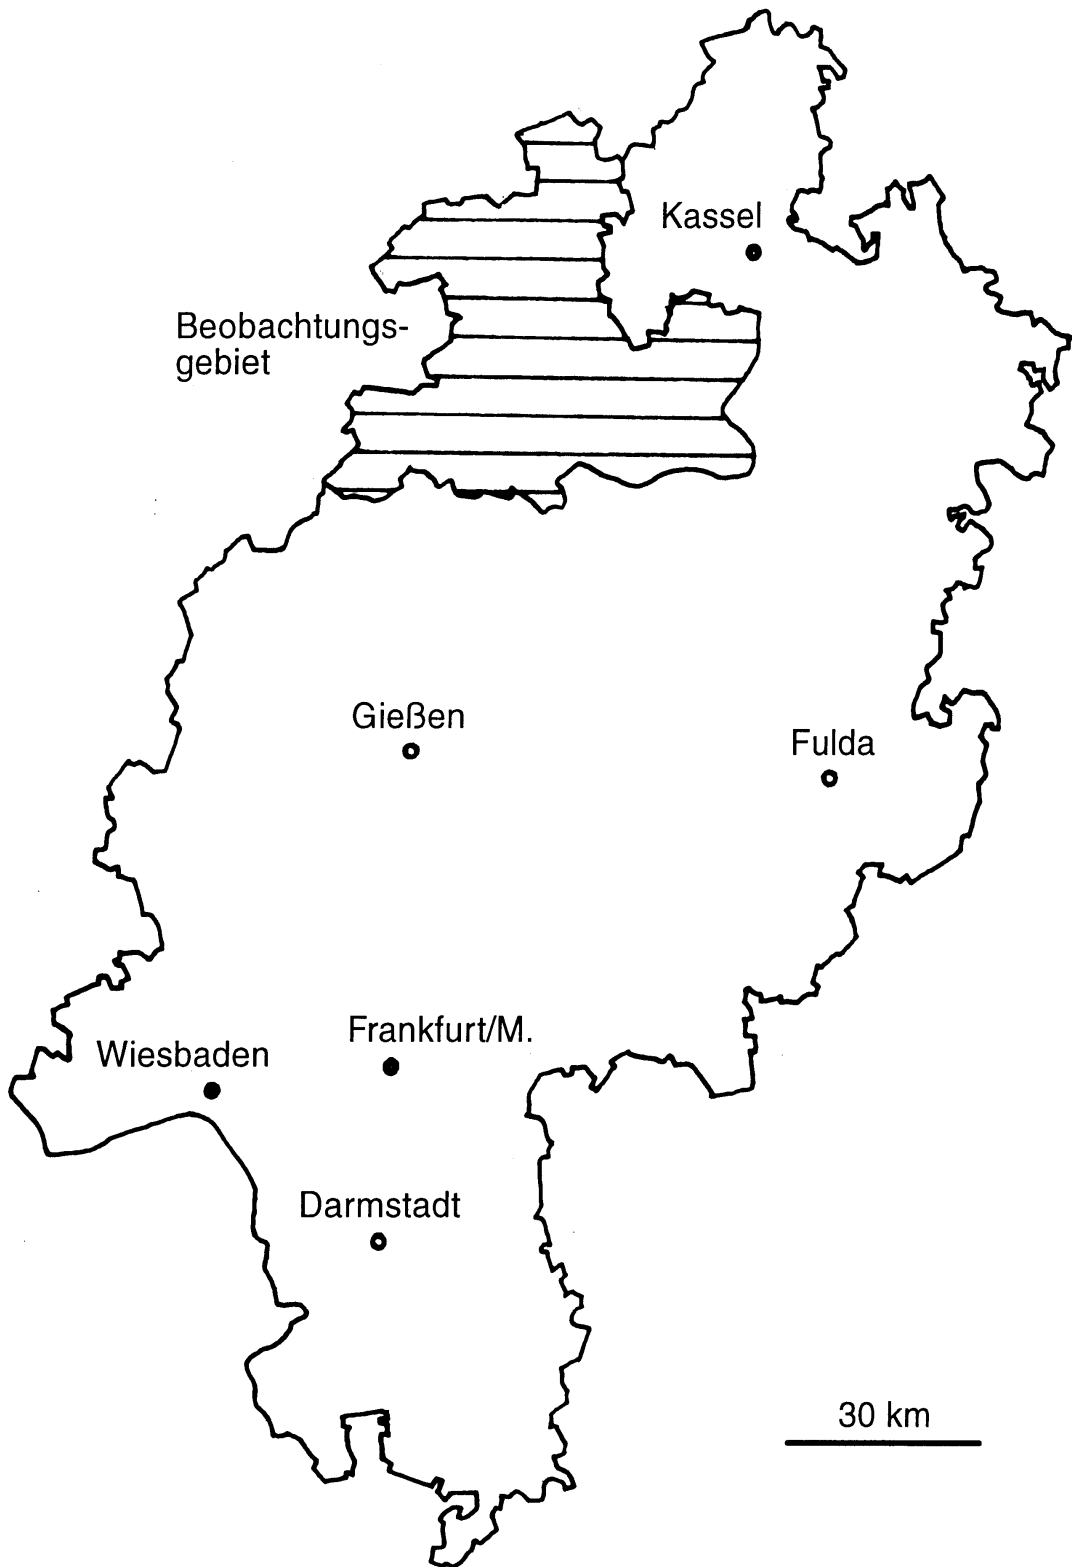 Kassel
Beobachtungs-
gebiet
Gießen
Fulda
Frankfurt/M.
Wiesbaden
Darmstadt
30 km